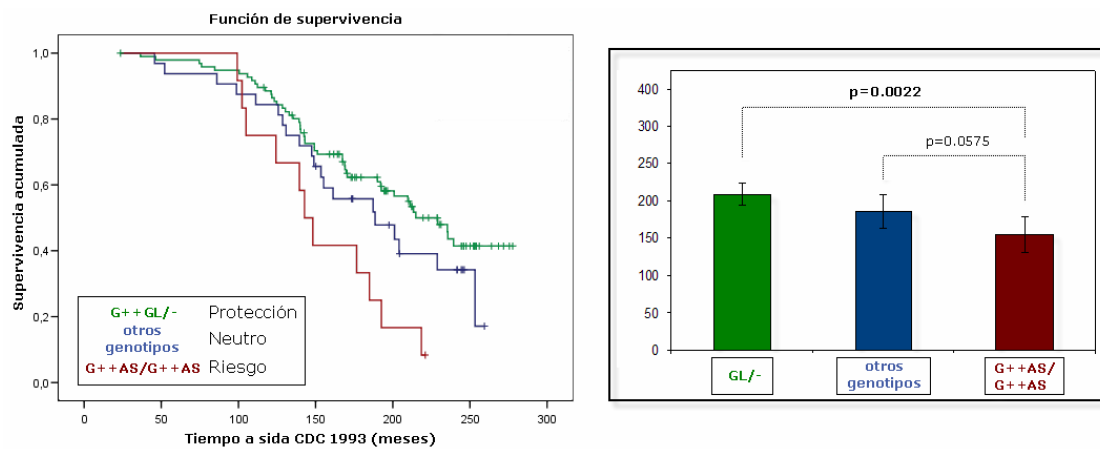 Función de supervivencia
Supervivencia acumulada
1,0
0,8
0,6
0,4
0,2
0,0
0
50
100
150
200
250
300
Tiempo a sida CDC 1993 (meses)
G++GL/- Protección
otros
genotipos Neutro
G++AS/G++AS Riesgo
400
350
300
250
200
150
100
50
0
p=0.0022
p=0.0575
GL/-
otros
genotipos
G++AS/
G++AS